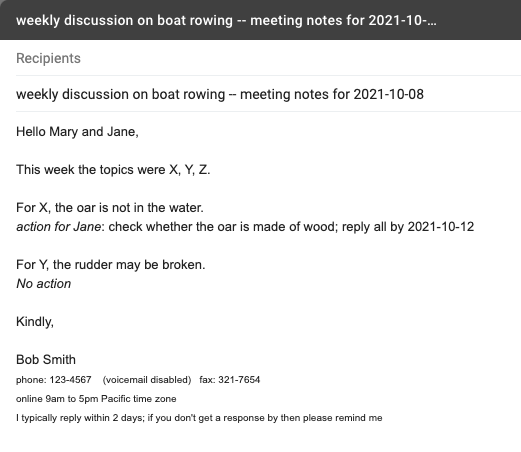 weekly discussion on boat rowing -- meeting notes for 2021-10-...
Recipients
weekly discussion on boat rowing -- meeting notes for 2021-10-08
Hello Mary and Jane,
This week the topics were X, Y, Z.
For X, the oar is not in the water.
action for Jane: check whether the oar is made of wood; reply all by 2021-10-12
For Y, the rudder may be broken.
No action
Kindly,
Bob Smith
phone: 123-4567 (voicemail disabled) fax: 321-7654
online 9am to 5pm Pacific time zone
I typically reply within 2 days; if you don't get a response by then please remind me